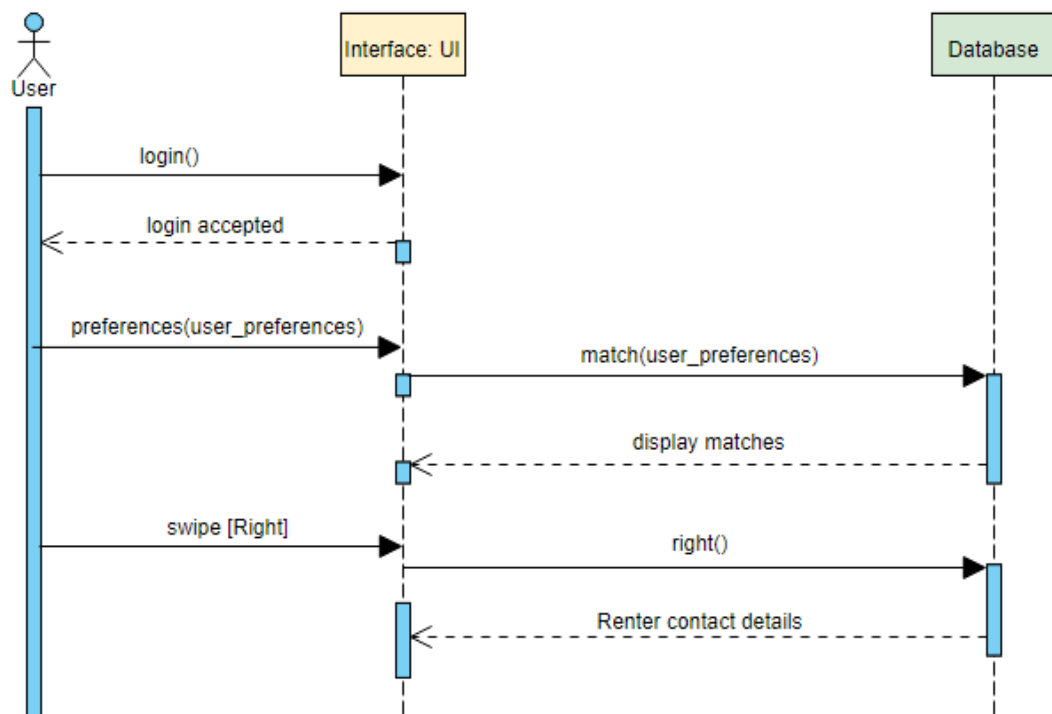 User
Interface: UI
Database
login()
login accepted
preferences(user_preferences)
match(user_preferences)
display matches
swipe [Right]
right()
Renter contact details